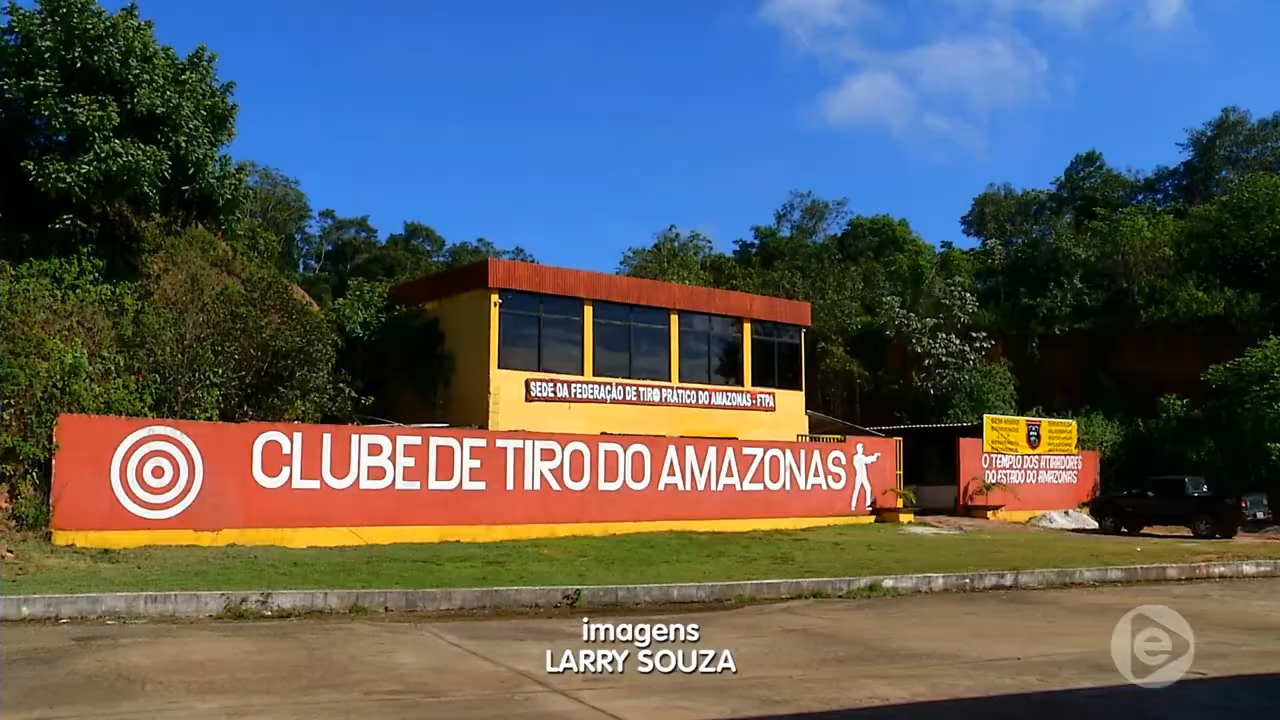 SEDE DA FEDERAÇÃO DE TIRO PRÁTICO DO AMAZONAS - FTPA
CLUBE DE TIRO DO AMAZONAS
O TEMPLO DOS ATIRADORES
DO ESTADO DO AMAZONAS
imagens
LARRY SOUZA
e